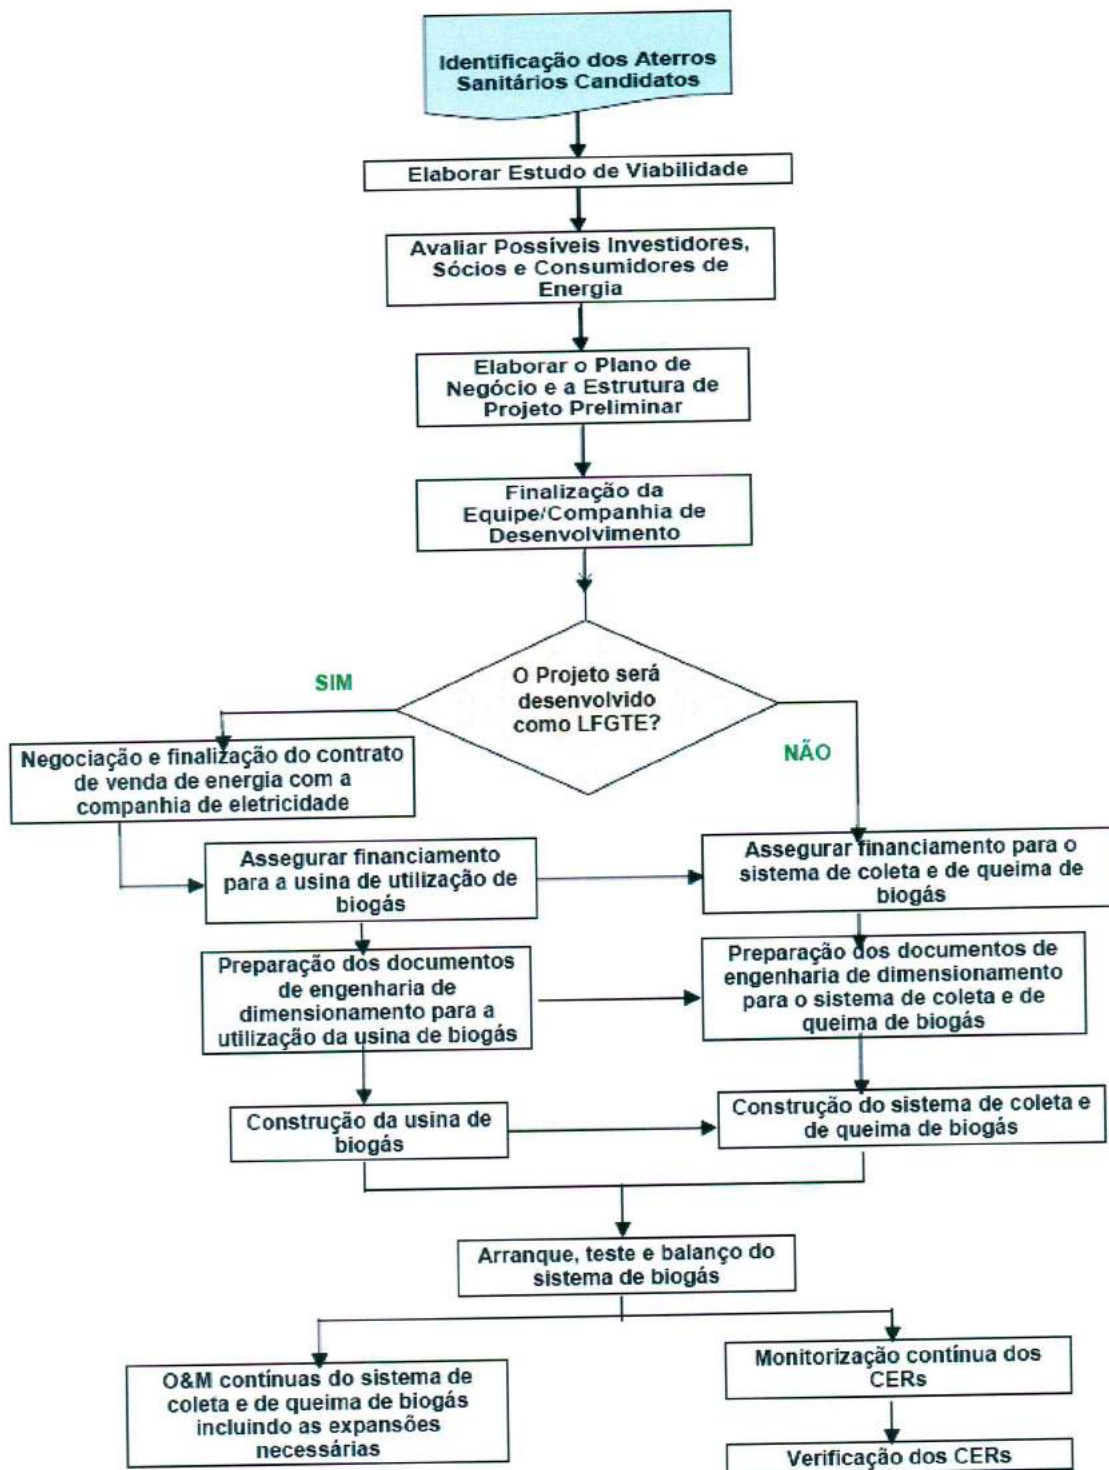 Identificação dos Aterros
Sanitários Candidatos
Elaborar Estudo de Viabilidade
Avaliar Possíveis Investidores,
Sócios e Consumidores de
Energia
Elaborar o Plano de
Negócio e a Estrutura de
Projeto Preliminar
Finalização da
Equipe/Companhia de
Desenvolvimento
O Projeto será
desenvolvido
como LFGTE?
SIM
NÃO
Negociação e finalização do contrato
de venda de energia com a
companhia de eletricidade
Assegurar financiamento
para a usina de utilização de
biogás
Assegurar financiamento para o
sistema de coleta e de queima de
biogás
Preparação dos documentos
de engenharia de
dimensionamento para a
utilização da usina de biogás
Preparação dos documentos de
engenharia de dimensionamento
para o sistema de coleta e de
queima de biogás
Construção da usina de
biogás
Construção do sistema de coleta e
de queima de biogás
Arranque, teste e balanço do
sistema de biogás
O&M contínuas do sistema de
coleta e de queima de biogás
incluindo as expansões
necessárias
Monitorização contínua dos
CERs
Verificação dos CERs